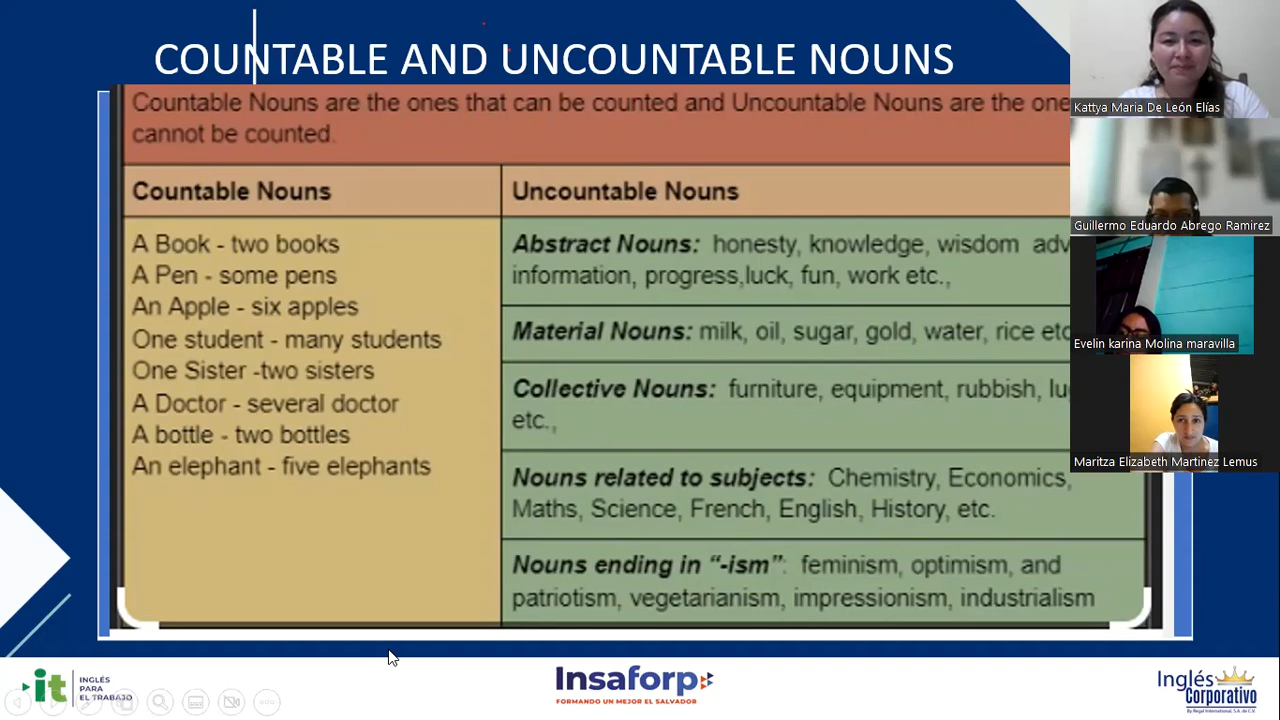 COUNTABLE AND UNCOUNTABLE NOUNS
Countable Nouns are the ones that can be counted and Uncountable Nouns are the one
cannot be counted.
Countable Nouns
Uncountable Nouns
A Book - two books
A Pen - some pens
An Apple - six apples
One student - many students
One Sister -two sisters
A Doctor - several doctor
A bottle - two bottles
An elephant - five elephants
Abstract Nouns: honesty, knowledge, wisdom adv
information, progress,luck, fun, work etc.,
Material Nouns: milk, oil, sugar, gold, water, rice etc
Collective Nouns: furniture, equipment, rubbish, lug
etc.,
Nouns related to subjects: Chemistry, Economics,
Maths, Science, French, English, History, etc.
Nouns ending in “-ism”: feminism, optimism, and
patriotism, vegetarianism, impressionism, industrialism
Kattya Maria De León Elías
Guillermo Eduardo Abrego Ramirez
Evelin karina Molina maravilla
Maritza Elizabeth Martinez Lemus
it
INGLÉS
PARA
EL TRABAJO
Insaforp
FORMANDO UN MEJOR EL SALVADOR
Inglés
Corporativo
By Regal International, S.A. de C.V.